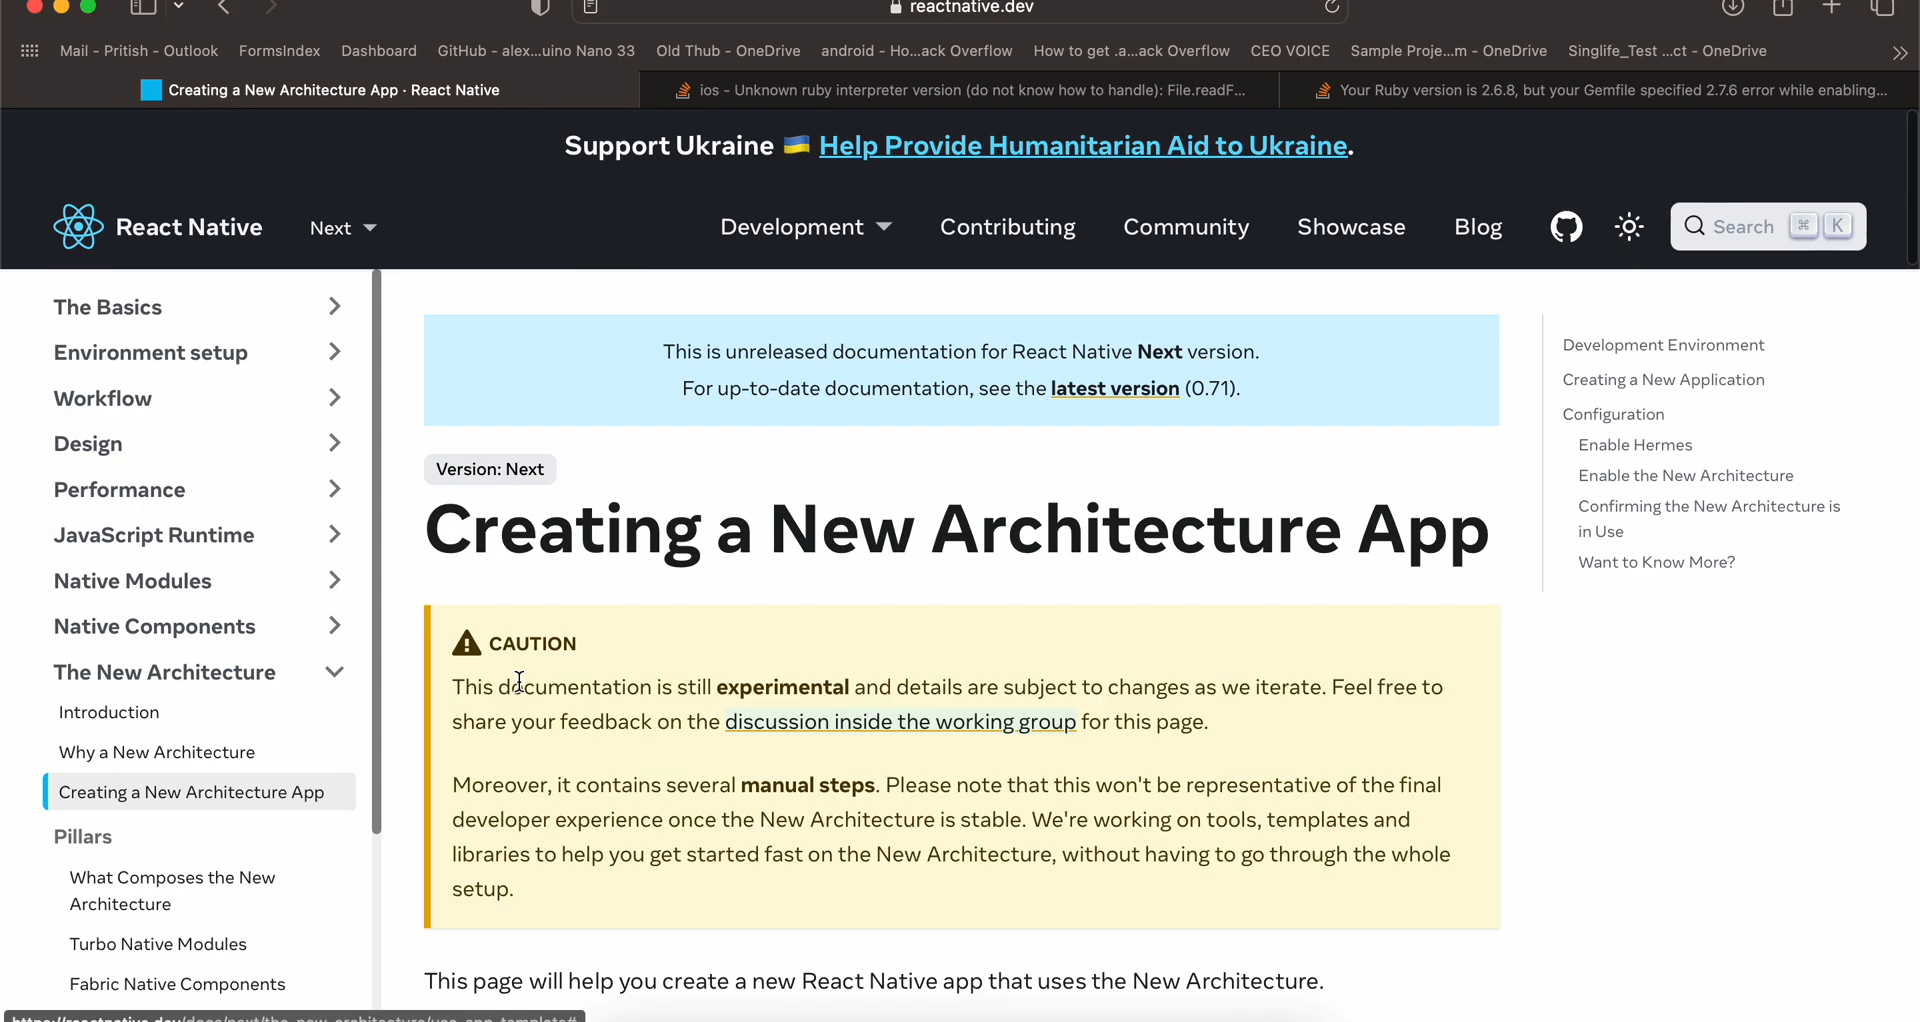 reactnative.dev
Mail - Pritish - Outlook
FormsIndex
Dashboard
GitHub - alex...uino Nano 33
Old Thub - OneDrive
android - Ho...ack Overflow
How to get .a...ack Overflow
CEO VOICE
Sample Proje...m - OneDrive
Singlife_Test ...ct - OneDrive
Creating a New Architecture App · React Native
ios - Unknown ruby interpreter version (do not know how to handle): File.readF...
Your Ruby version is 2.6.8, but your Gemfile specified 2.7.6 error while enabling...
Support Ukraine 🇺🇦 Help Provide Humanitarian Aid to Ukraine.
React Native
Next
Development
Contributing
Community
Showcase
Blog
Search ⌘ K
The Basics
Environment setup
Workflow
Design
Performance
JavaScript Runtime
Native Modules
Native Components
The New Architecture
Introduction
Why a New Architecture
Creating a New Architecture App
Pillars
What Composes the New
Architecture
Turbo Native Modules
Fabric Native Components
This is unreleased documentation for React Native Next version.
For up-to-date documentation, see the latest version (0.71).
Version: Next
Creating a New Architecture App
CAUTION
This documentation is still experimental and details are subject to changes as we iterate. Feel free to
share your feedback on the discussion inside the working group for this page.
Moreover, it contains several manual steps. Please note that this won't be representative of the final
developer experience once the New Architecture is stable. We're working on tools, templates and
libraries to help you get started fast on the New Architecture, without having to go through the whole
setup.
This page will help you create a new React Native app that uses the New Architecture.
Development Environment
Creating a New Application
Configuration
Enable Hermes
Enable the New Architecture
Confirming the New Architecture is
in Use
Want to Know More?